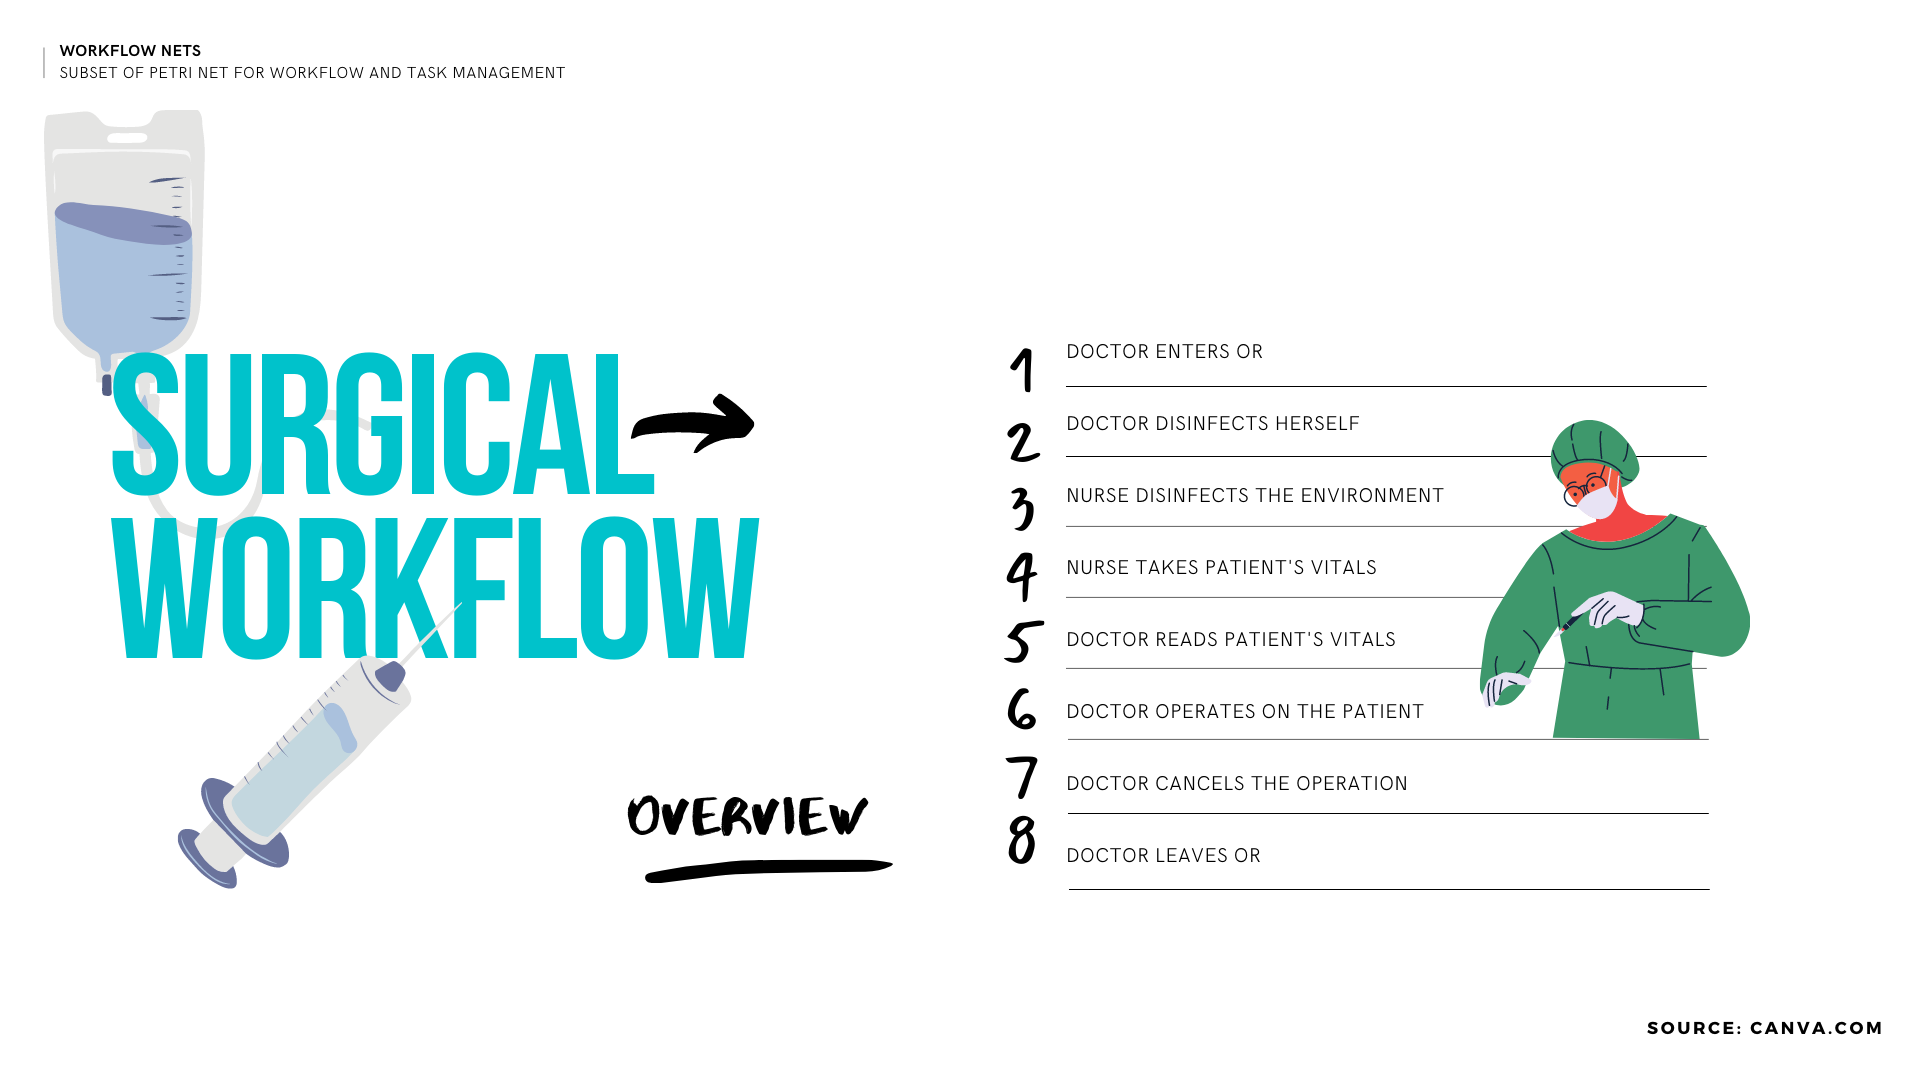 WORKFLOW NETS
SUBSET OF PETRI NET FOR WORKFLOW AND TASK MANAGEMENT
SURGICAL
WORKFLOW
OVERVIEW
1 DOCTOR ENTERS OR
2 DOCTOR DISINFECTS HERSELF
3 NURSE DISINFECTS THE ENVIRONMENT
4 NURSE TAKES PATIENT'S VITALS
5 DOCTOR READS PATIENT'S VITALS
6 DOCTOR OPERATES ON THE PATIENT
7 DOCTOR CANCELS THE OPERATION
8 DOCTOR LEAVES OR
SOURCE: CANVA.COM